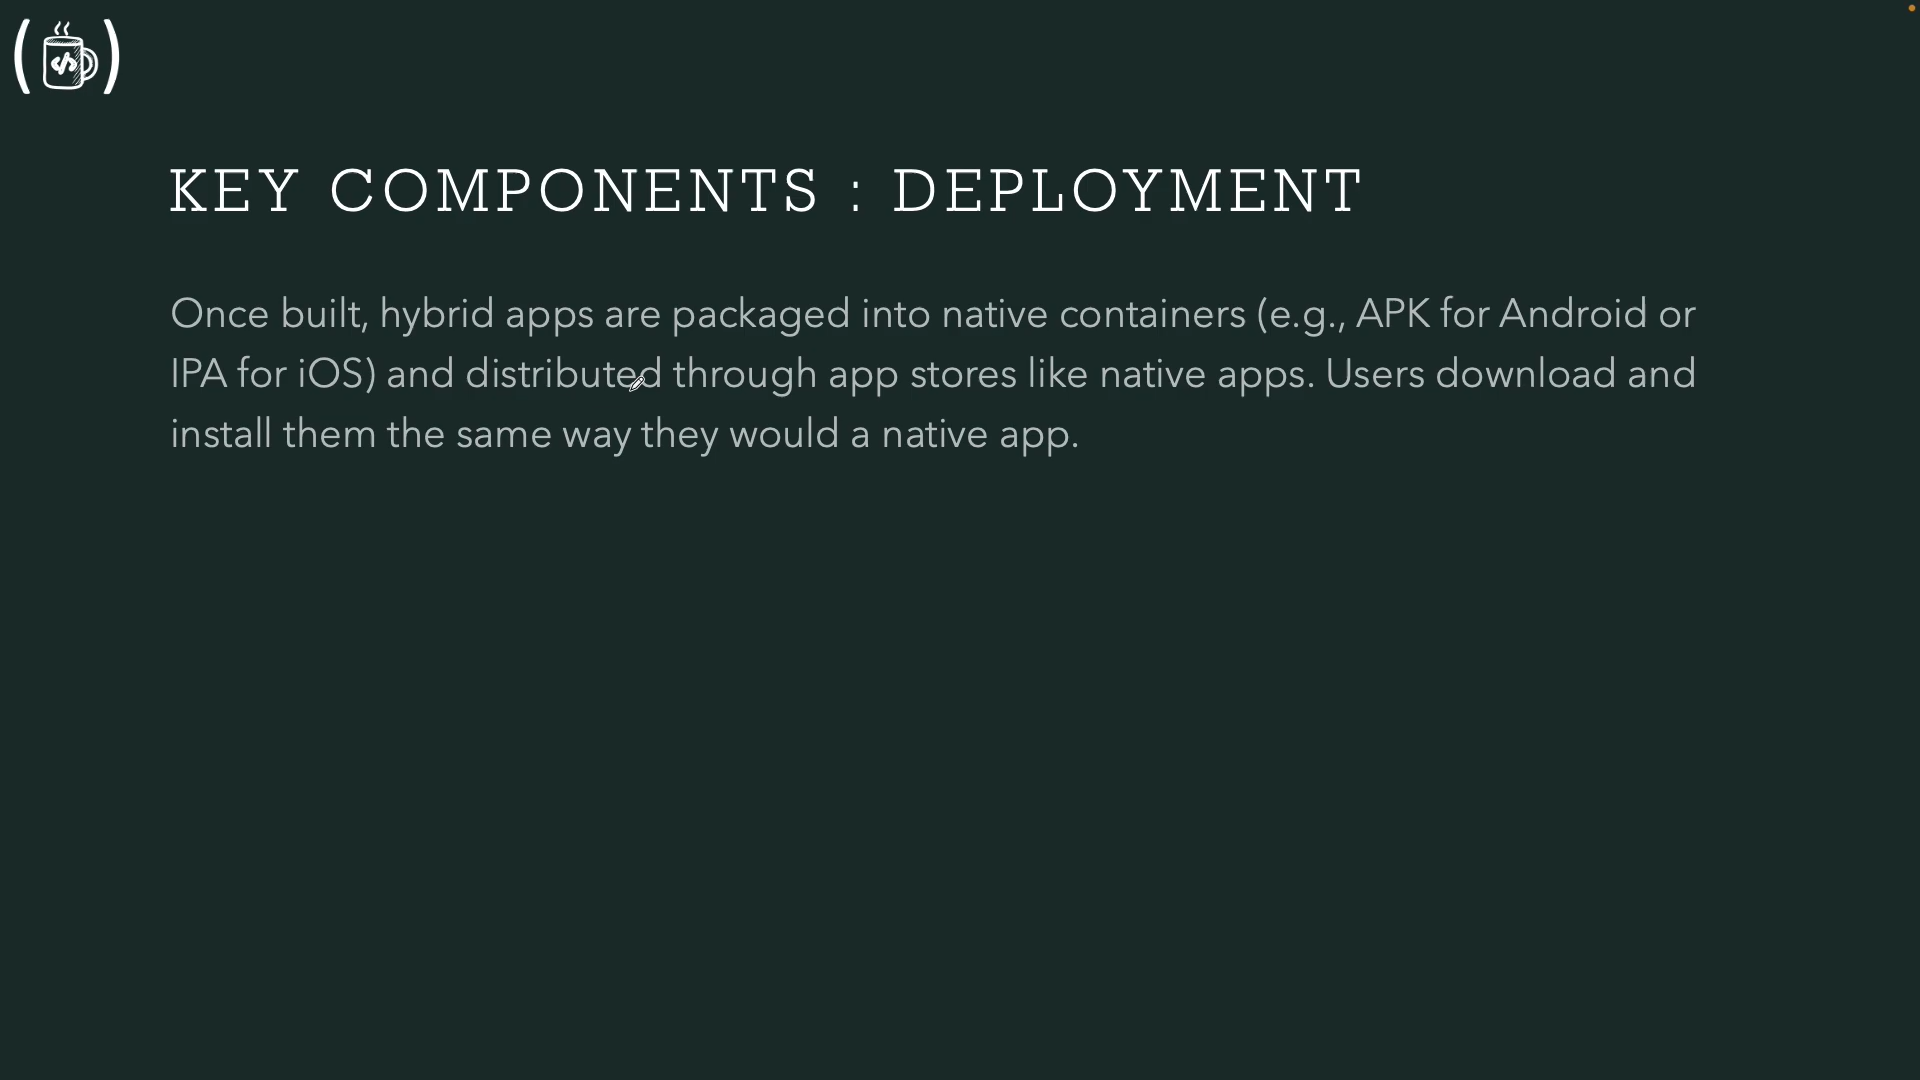 KEY COMPONENTS : DEPLOYMENT
Once built, hybrid apps are packaged into native containers (e.g., APK for Android or
IPA for iOS) and distributed through app stores like native apps. Users download and
install them the same way they would a native app.